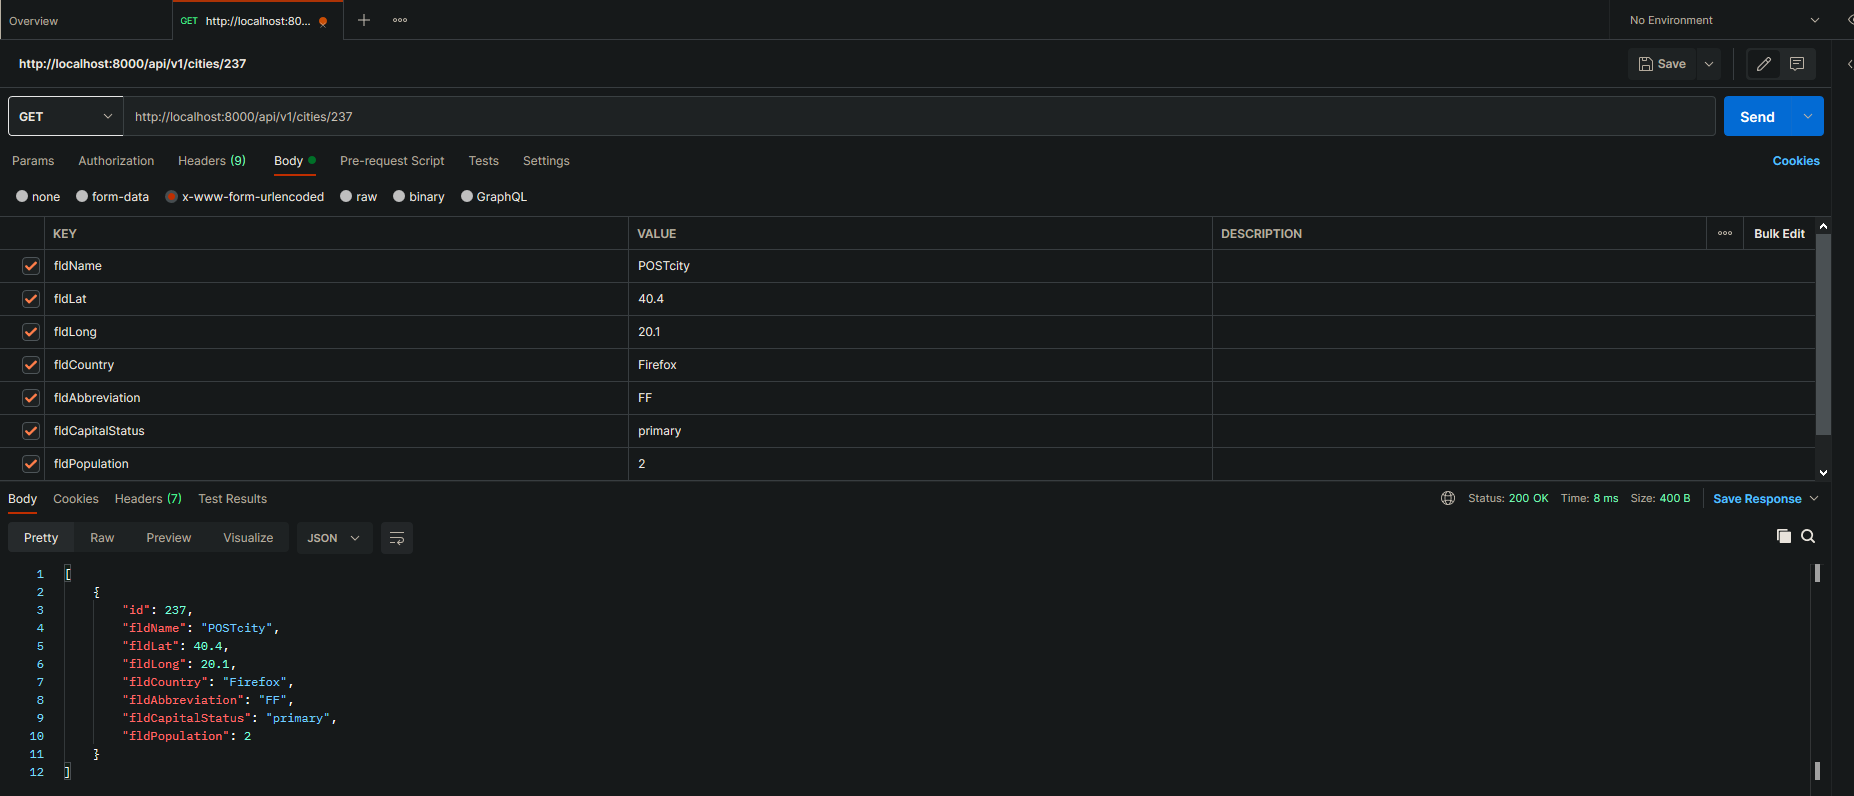 Overview
GET http://localhost:80...
No Environment
http://localhost:8000/api/v1/cities/237
Save
GET
http://localhost:8000/api/v1/cities/237
Send
Params Authorization Headers (9) Body Pre-request Script Tests Settings
Cookies
none form-data x-www-form-urlencoded raw binary GraphQL
KEY VALUE DESCRIPTION Bulk Edit
fldName POSTcity
fldLat 40.4
fldLong 20.1
fldCountry Firefox
fldAbbreviation FF
fldCapitalStatus primary
fldPopulation 2
Body Cookies Headers (7) Test Results
Status: 200 OK Time: 8 ms Size: 400 B Save Response
Pretty Raw Preview Visualize JSON
1 [
2 {
3 "id": 237,
4 "fldName": "POSTcity",
5 "fldLat": 40.4,
6 "fldLong": 20.1,
7 "fldCountry": "Firefox",
8 "fldAbbreviation": "FF",
9 "fldCapitalStatus": "primary",
10 "fldPopulation": 2
11 }
12 ]